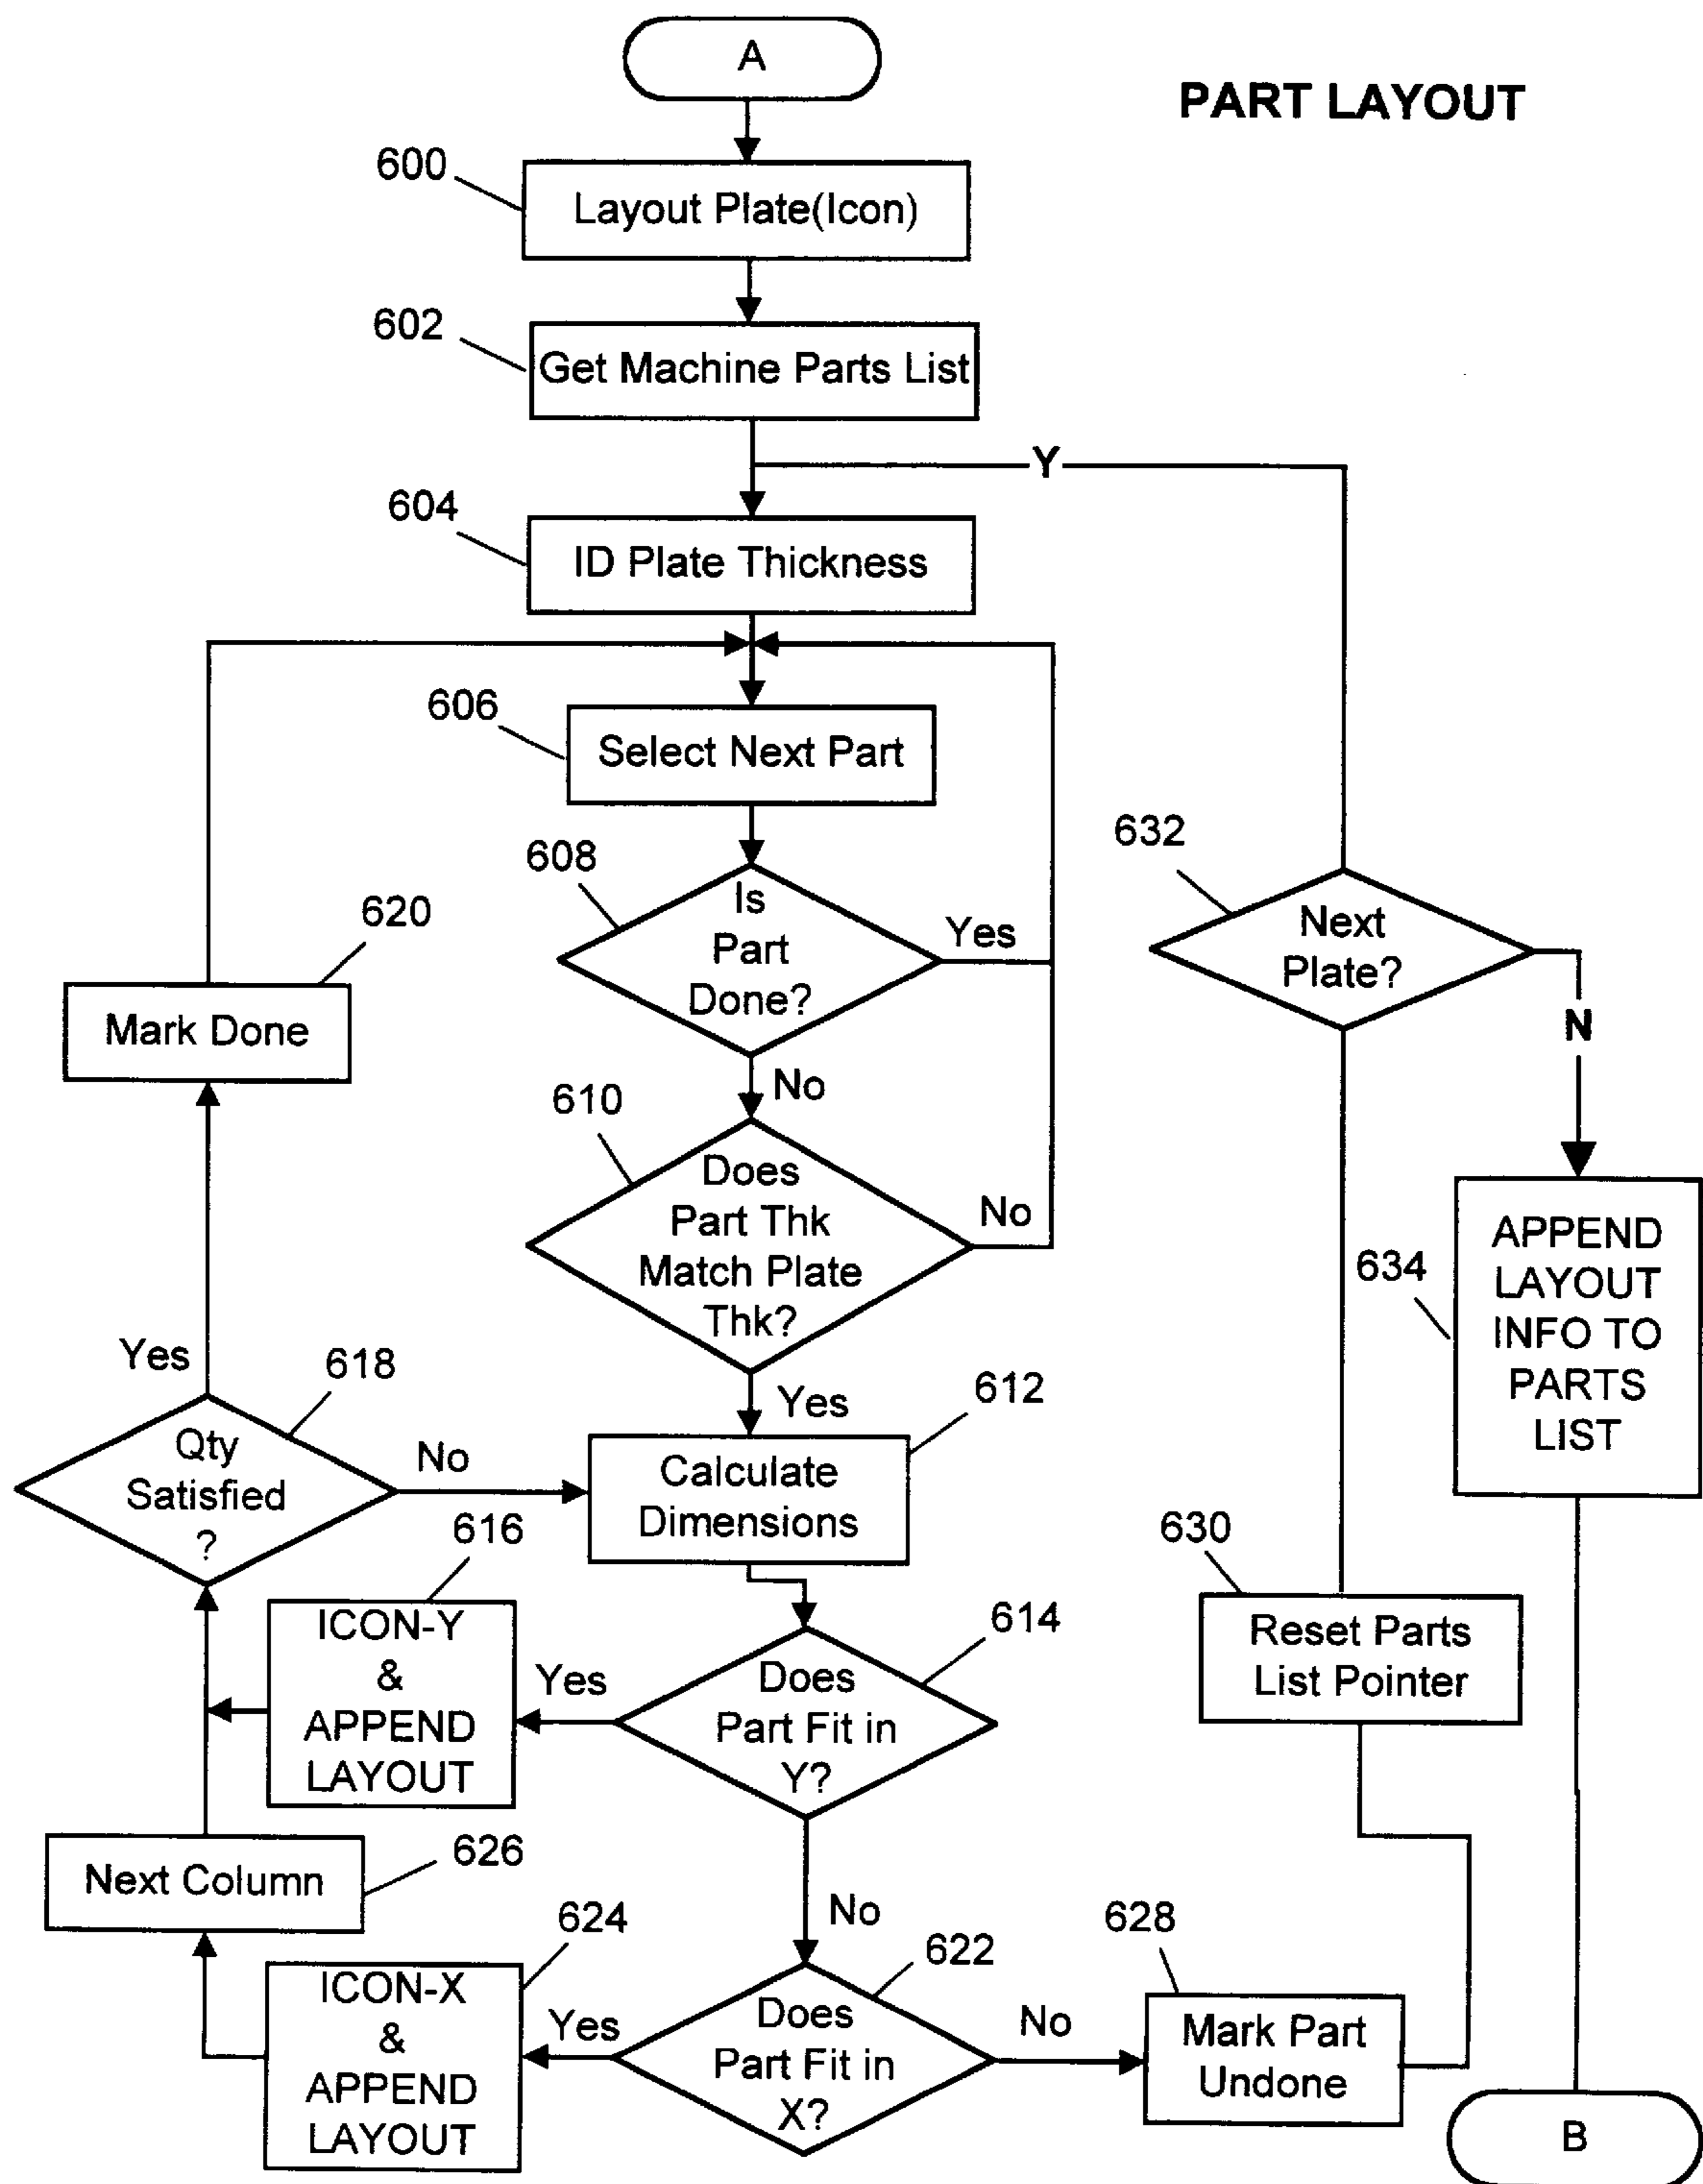 A
PART LAYOUT
600
Layout Plate(Icon)
602
Get Machine Parts List
Y
604
ID Plate Thickness
606
Select Next Part
608
Is
Part
Done?
Yes
No
632
Next
Plate?
N
620
Mark Done
610
Does
Part Thk
Match Plate
Thk?
No
Yes
634
APPEND
LAYOUT
INFO TO
PARTS
LIST
Yes
618
Qty
Satisfied
?
No
612
Calculate
Dimensions
616
ICON-Y
&
APPEND
LAYOUT
Yes
614
Does
Part Fit in
Y?
No
630
Reset Parts
List Pointer
Next Column
626
624
ICON-X
&
APPEND
LAYOUT
Yes
622
Does
Part Fit in
X?
No
628
Mark Part
Undone
B